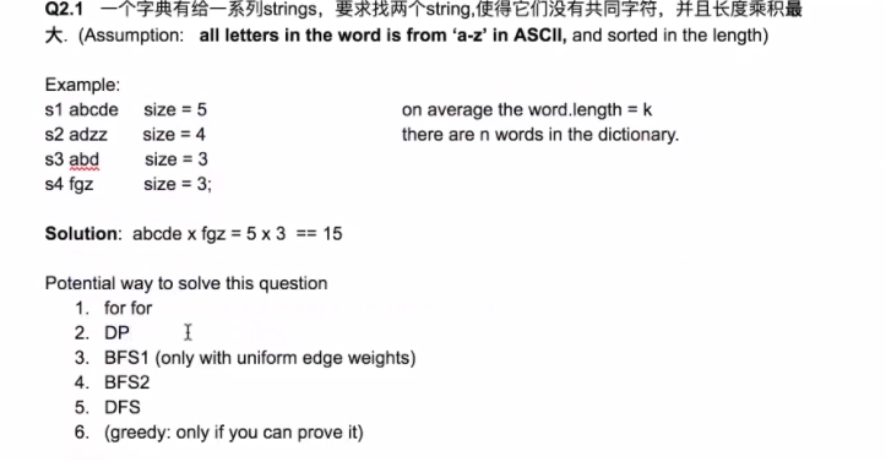 Q2.1 一个字典有给一系列strings，要求找两个string,使得它们没有共同字符，并且长度乘积最
大. (Assumption: all letters in the word is from ‘a-z’ in ASCII, and sorted in the length)
Example:
s1 abcde size = 5 on average the word.length = k
s2 adzz size = 4 there are n words in the dictionary.
s3 abd size = 3
s4 fgz size = 3;
Solution: abcde x fgz = 5 x 3 == 15
Potential way to solve this question
1. for for
2. DP
3. BFS1 (only with uniform edge weights)
4. BFS2
5. DFS
6. (greedy: only if you can prove it)